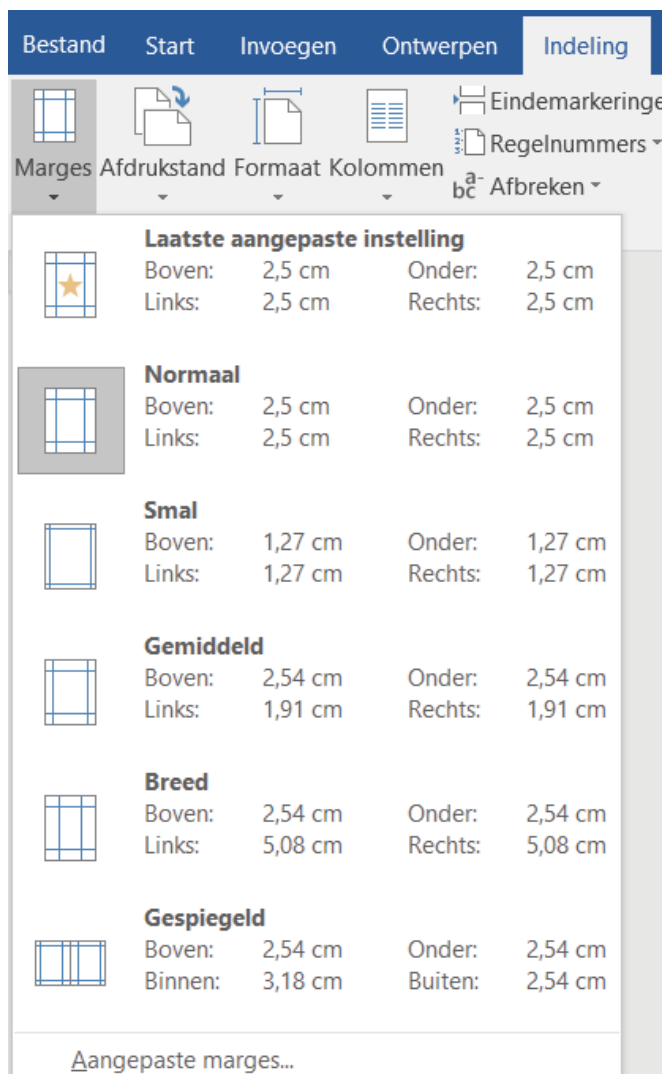 Bestand Start Invoegen Ontwerpen Indeling
Marges Afdrukstand Formaat Kolommen
Eindemarkeringe
Regelnummers
Afbreken
Laatste aangepaste instelling
Boven: 2,5 cm Onder: 2,5 cm
Links: 2,5 cm Rechts: 2,5 cm
Normaal
Boven: 2,5 cm Onder: 2,5 cm
Links: 2,5 cm Rechts: 2,5 cm
Smal
Boven: 1,27 cm Onder: 1,27 cm
Links: 1,27 cm Rechts: 1,27 cm
Gemiddeld
Boven: 2,54 cm Onder: 2,54 cm
Links: 1,91 cm Rechts: 1,91 cm
Breed
Boven: 2,54 cm Onder: 2,54 cm
Links: 5,08 cm Rechts: 5,08 cm
Gespiegeld
Boven: 2,54 cm Onder: 2,54 cm
Binnen: 3,18 cm Buiten: 2,54 cm
Aangepaste marges...